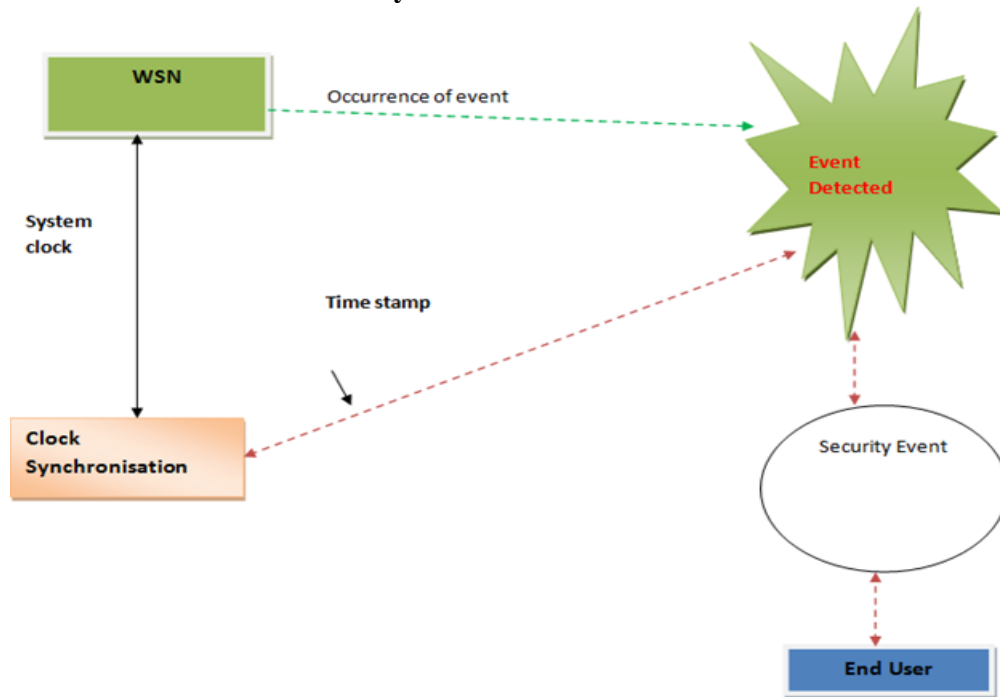 WSN
Occurrence of event
Event
Detected
System
clock
Time stamp
Clock
Synchronisation
Security Event
End User